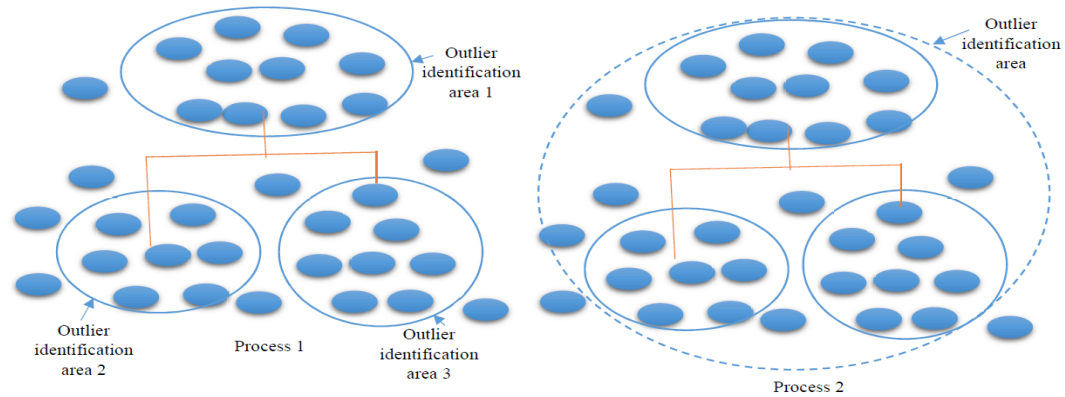 Outlier
identification
area 1
Outlier
identification
area 2
Process 1
Outlier
identification
area 3
Outlier
identification
area
Process 2